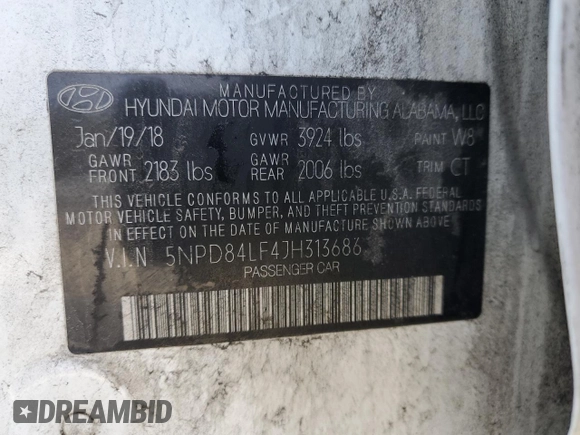 MANUFACTURED BY
HYUNDAI MOTOR MANUFACTURING ALABAMA, LLC
Jan/19/18 GVWR 3924 lbs PAINT W8
GAWR FRONT 2183 lbs GAWR REAR 2006 lbs TRIM CT
THIS VEHICLE CONFORMS TO ALL APPLICABLE U.S.A. FEDERAL
MOTOR VEHICLE SAFETY, BUMPER, AND THEFT PREVENTION STANDARDS
IN EFFECT ON THE DATE OF MANUFACTURE SHOWN ABOVE.
V.I.N 5NPD84LF4JH313686
PASSENGER CAR
DREAMBID